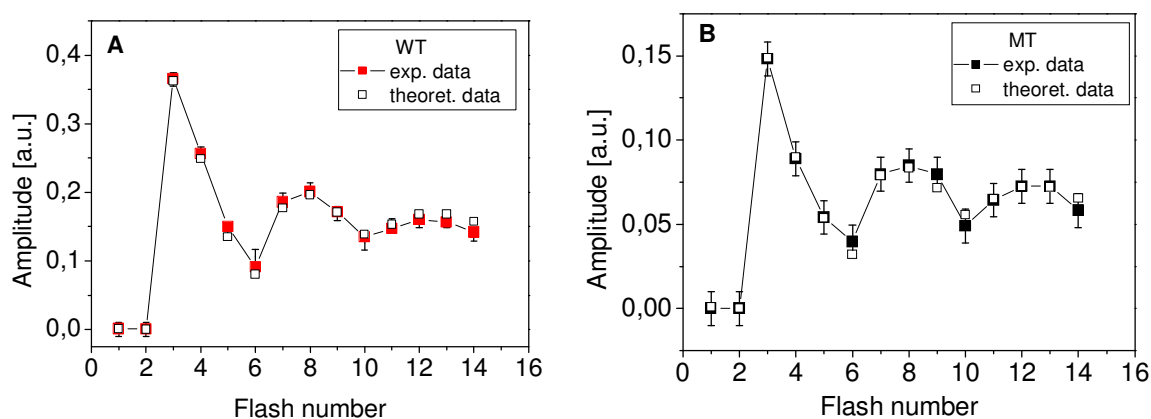 A
WT
exp. data
theoret. data
0,4
0,3
0,2
0,1
0,0
Amplitude [a.u.]
0 2 4 6 8 10 12 14 16
Flash number
B
MT
exp. data
theoret. data
0,15
0,10
0,05
0,00
Amplitude [a.u.]
0 2 4 6 8 10 12 14 16
Flash number